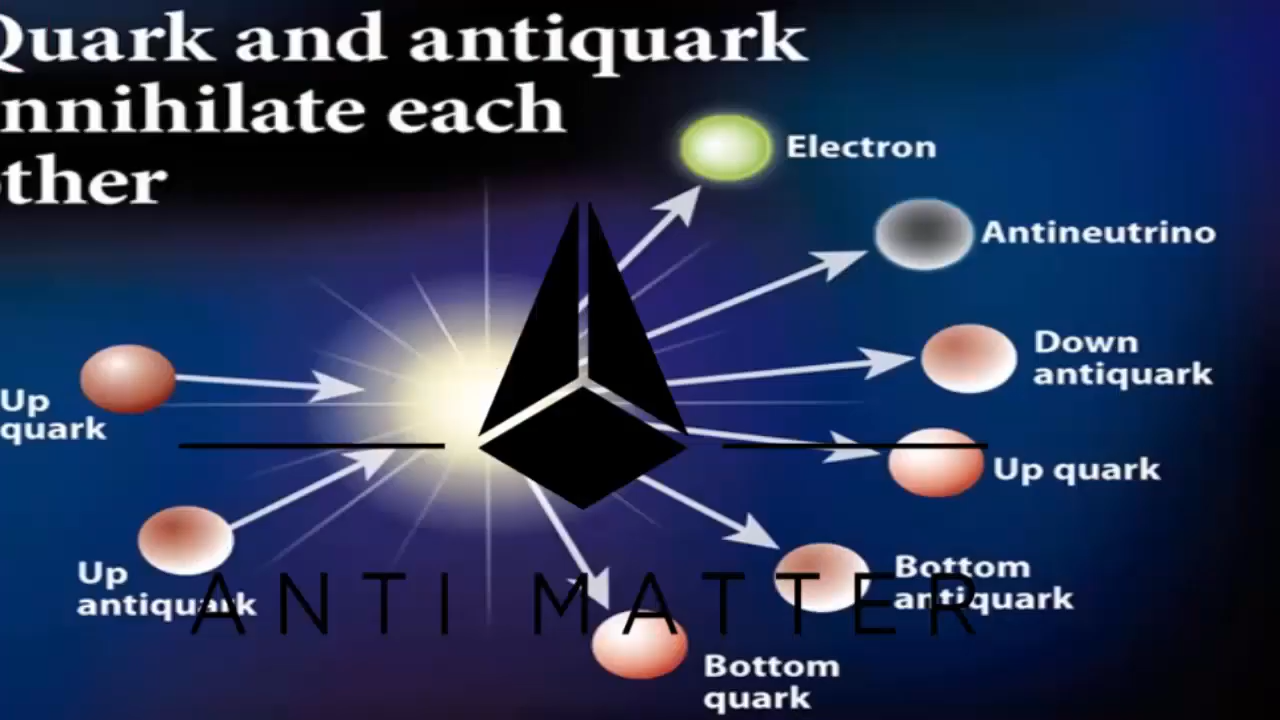 Quark and antiquark
nnihilate each
ther
Electron
Antineutrino
Down
antiquark
Up
quark
Up quark
Up
antiquark
Bottom
antiquark
ANTI MATTER
Bottom
quark